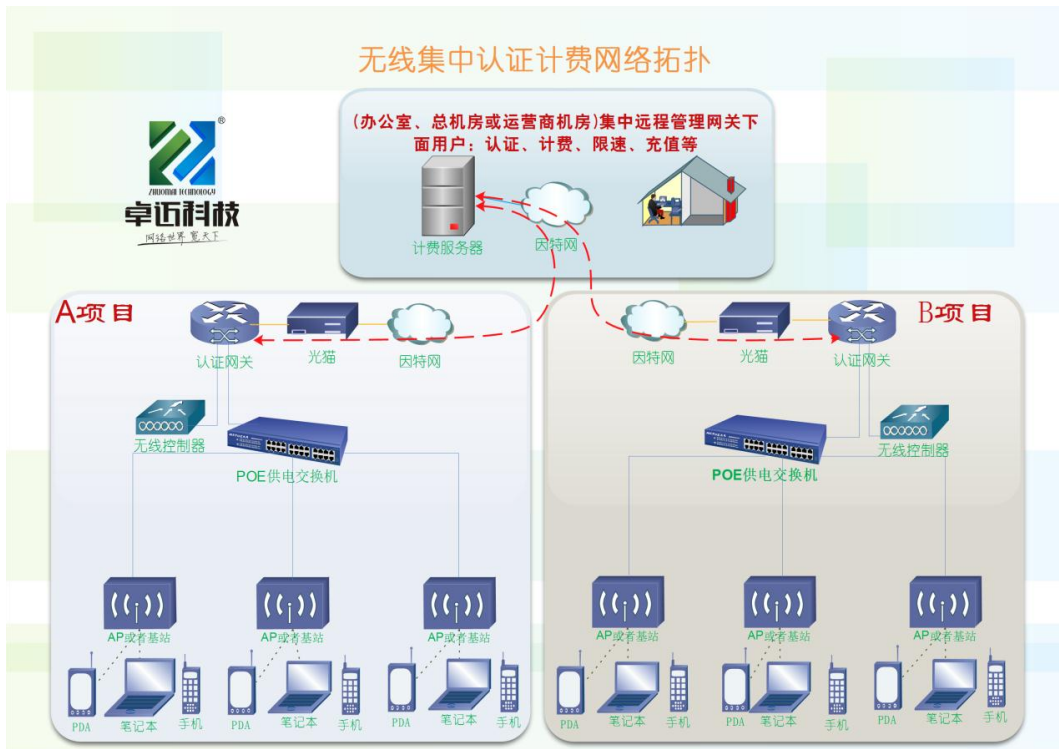 无线集中认证计费网络拓扑
(办公室、总机房或运营商机房)集中远程管理网关下
面用户：认证、计费、限速、充值等
®
ZHUOMAI TECHNOLOGY
卓迈科技
网络世界 宽天下
计费服务器
因特网
A项目
认证网关
光猫
因特网
无线控制器
POE供电交换机
AP或者基站
AP或者基站
AP或者基站
PDA
笔记本
手机
PDA
笔记本
手机
PDA
笔记本
手机
B项目
因特网
光猫
认证网关
POE供电交换机
无线控制器
AP或者基站
AP或者基站
AP或者基站
PDA
笔记本
手机
PDA
笔记本
手机
PDA
笔记本
手机